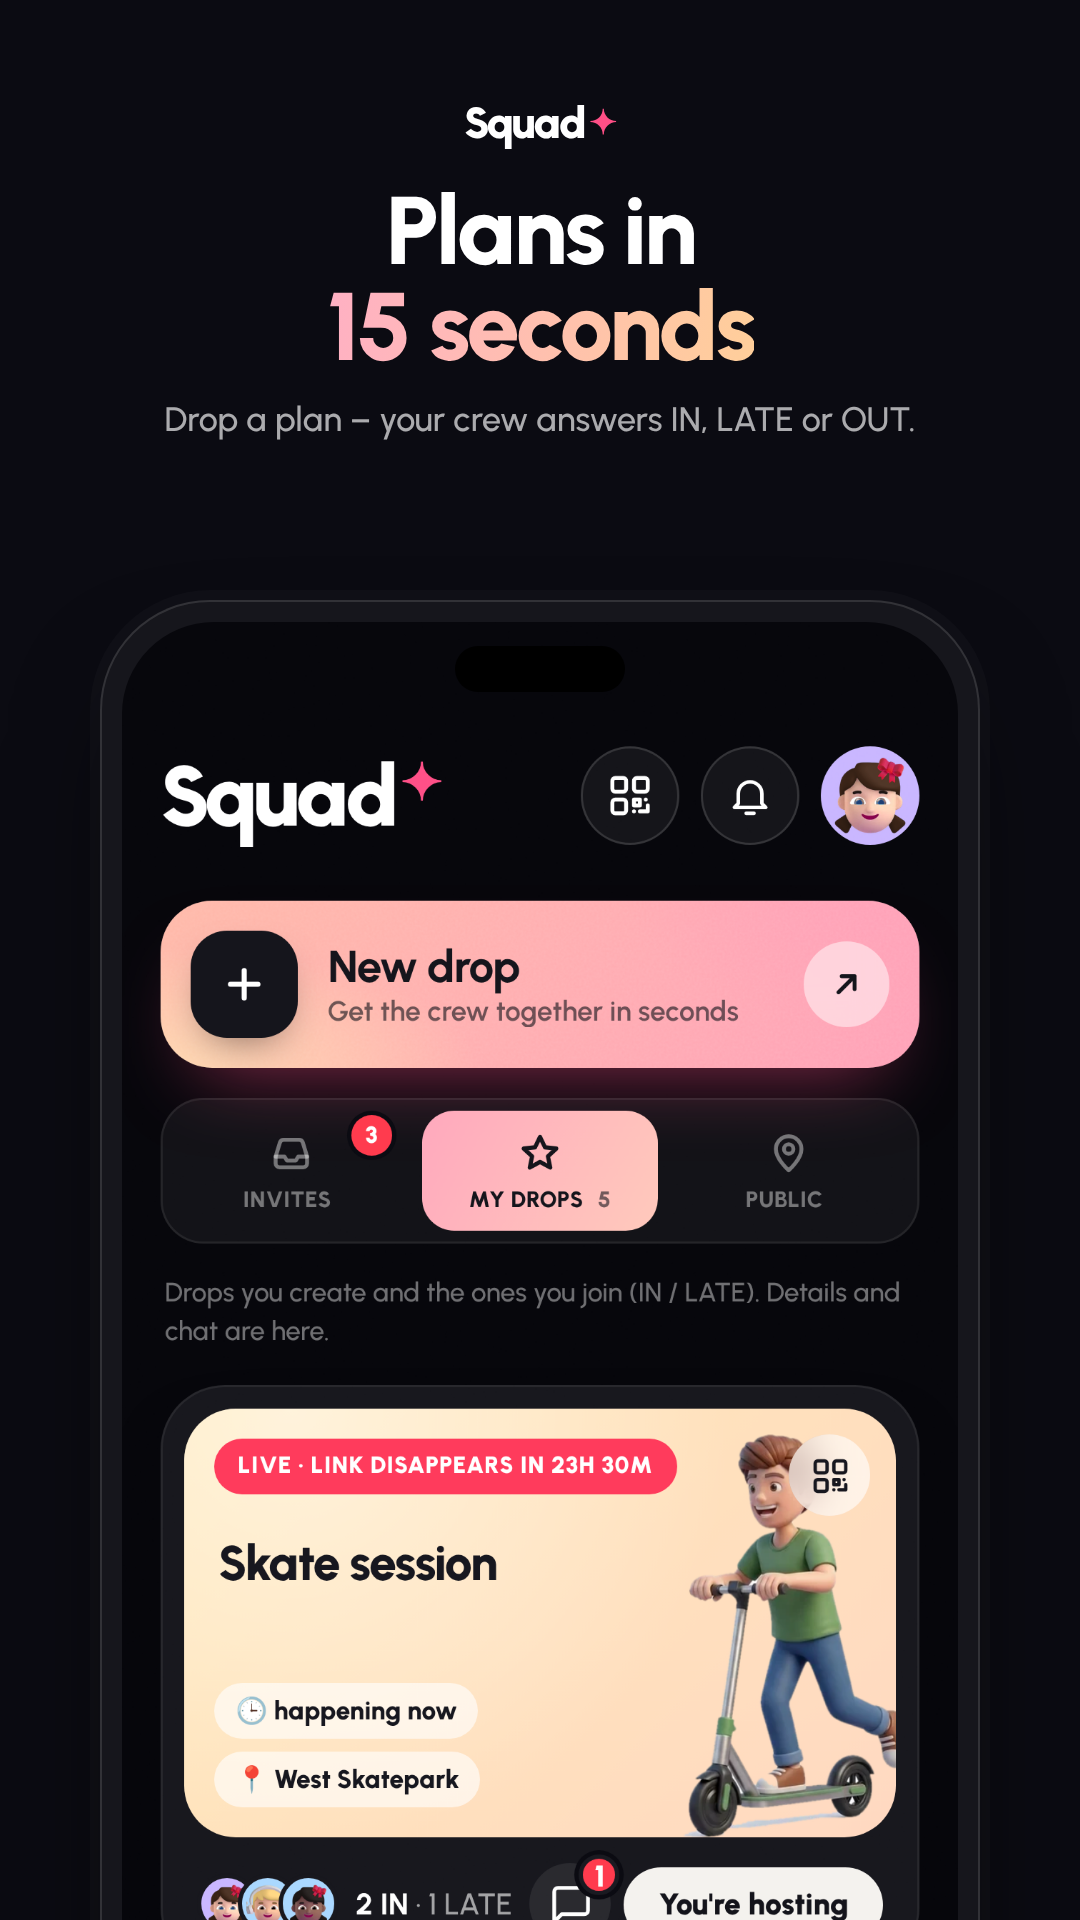 Squad
Plans in
15 seconds
Drop a plan – your crew answers IN, LATE or OUT.
Squad
New drop
Get the crew together in seconds
3
INVITES
MY DROPS 5
PUBLIC
Drops you create and the ones you join (IN / LATE). Details and
chat are here.
LIVE · LINK DISAPPEARS IN 23H 30M
Skate session
happening now
West Skatepark
2 IN · 1 LATE
1
You're hosting